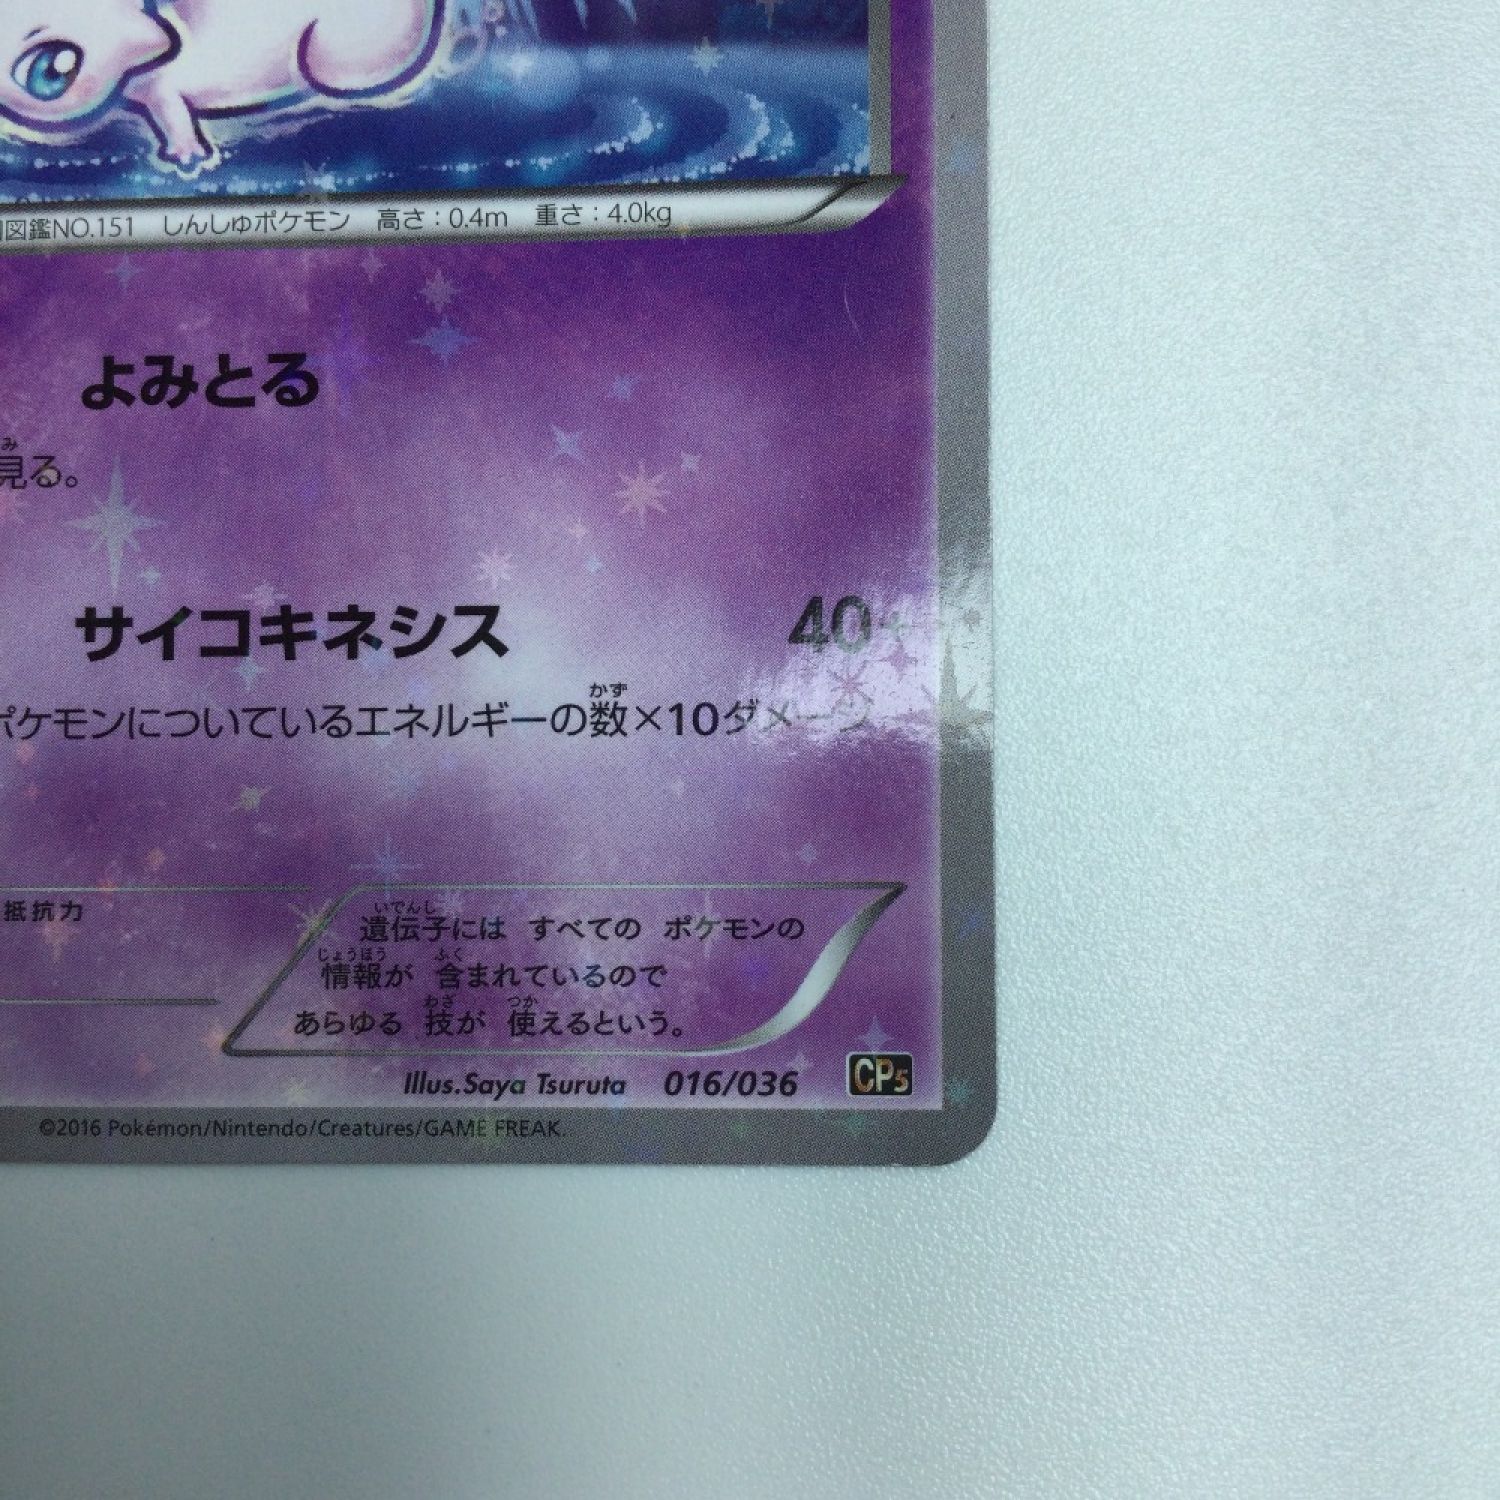 図鑑NO.151 しんしゅポケモン 高さ:0.4m 重さ:4.0kg
よみとる
見る。
サイコキネシス 40+
ポケモンについているエネルギーの数×10ダメージ
抵抗力
遺伝子には すべての ポケモンの
情報が 含まれているので
あらゆる 技が 使えるという。
Illus.Saya Tsuruta 016/036 CP5
©2016 Pokémon/Nintendo/Creatures/GAME FREAK.